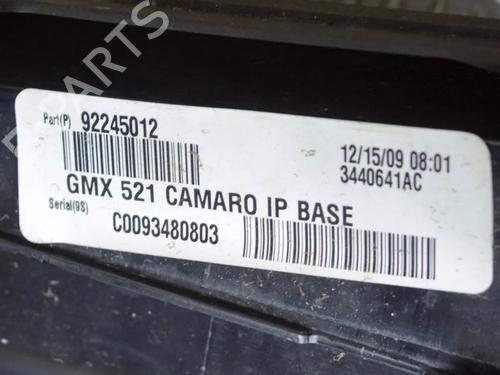 B-PARTS
Part(P) 92245012
12/15/09 08:01
3440641AC
GMX 521 CAMARO IP BASE
Serial(9S) C0093480803